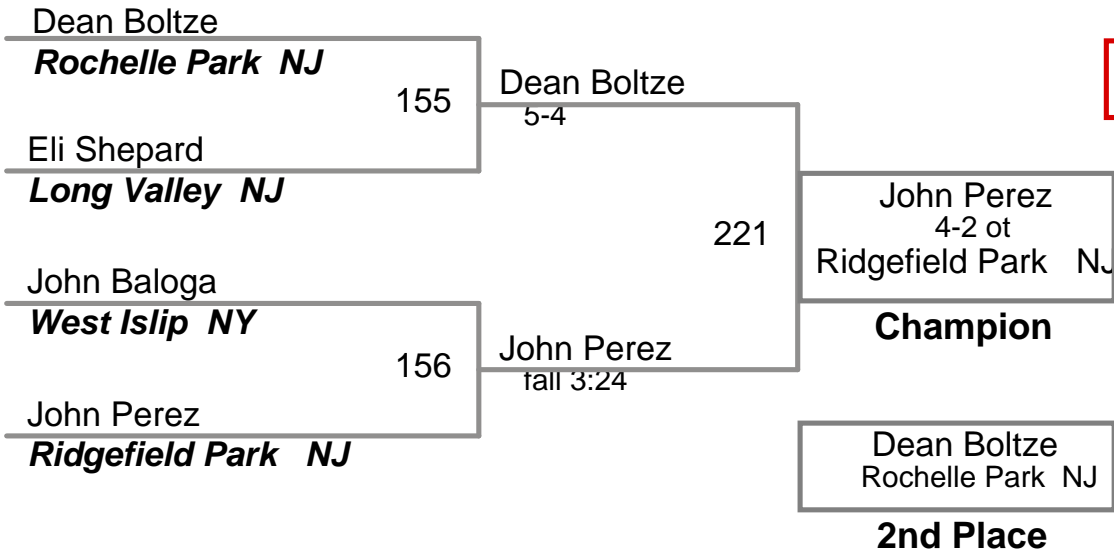 Dean Boltze
Rochelle Park NJ
155
Dean Boltze
5-4
Eli Shepard
Long Valley NJ
John Perez
4-2 ot
Ridgefield Park NJ
221
Champion
John Baloga
West Islip NY
156
John Perez
fall 3:24
John Perez
Ridgefield Park NJ
Dean Boltze
Rochelle Park NJ
2nd Place